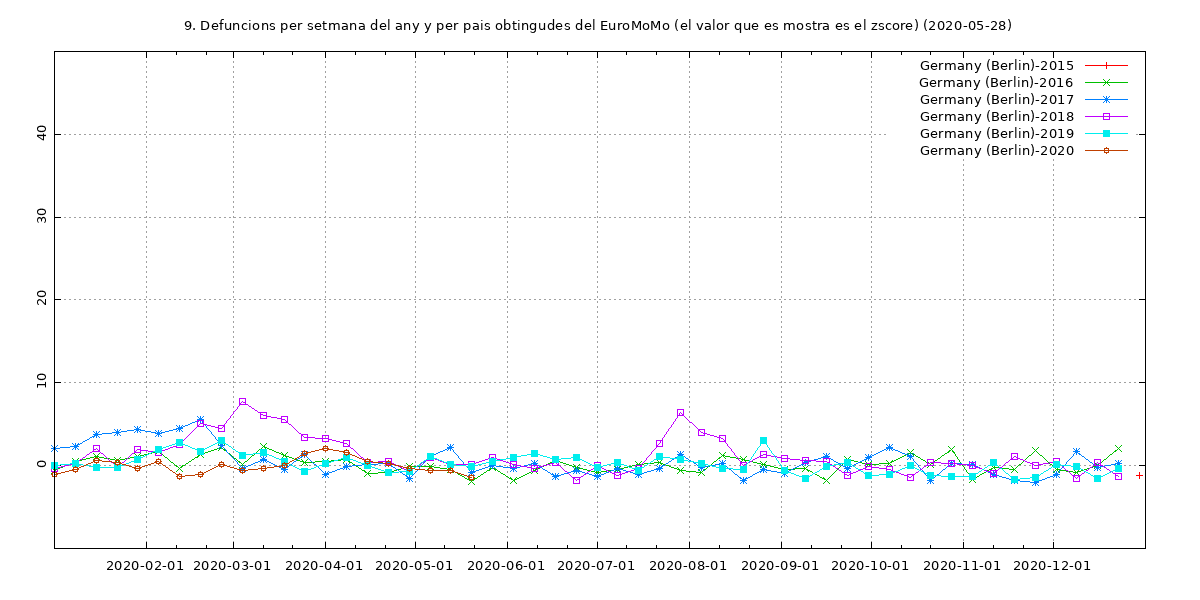 9. Defuncions per setmana del any y per pais obtingudes del EuroMoMo (el valor que es mostra es el zscore) (2020-05-28)
Germany (Berlin)-2015
Germany (Berlin)-2016
Germany (Berlin)-2017
Germany (Berlin)-2018
Germany (Berlin)-2019
Germany (Berlin)-2020
40
30
20
10
0
2020-02-01 2020-03-01 2020-04-01 2020-05-01 2020-06-01 2020-07-01 2020-08-01 2020-09-01 2020-10-01 2020-11-01 2020-12-01